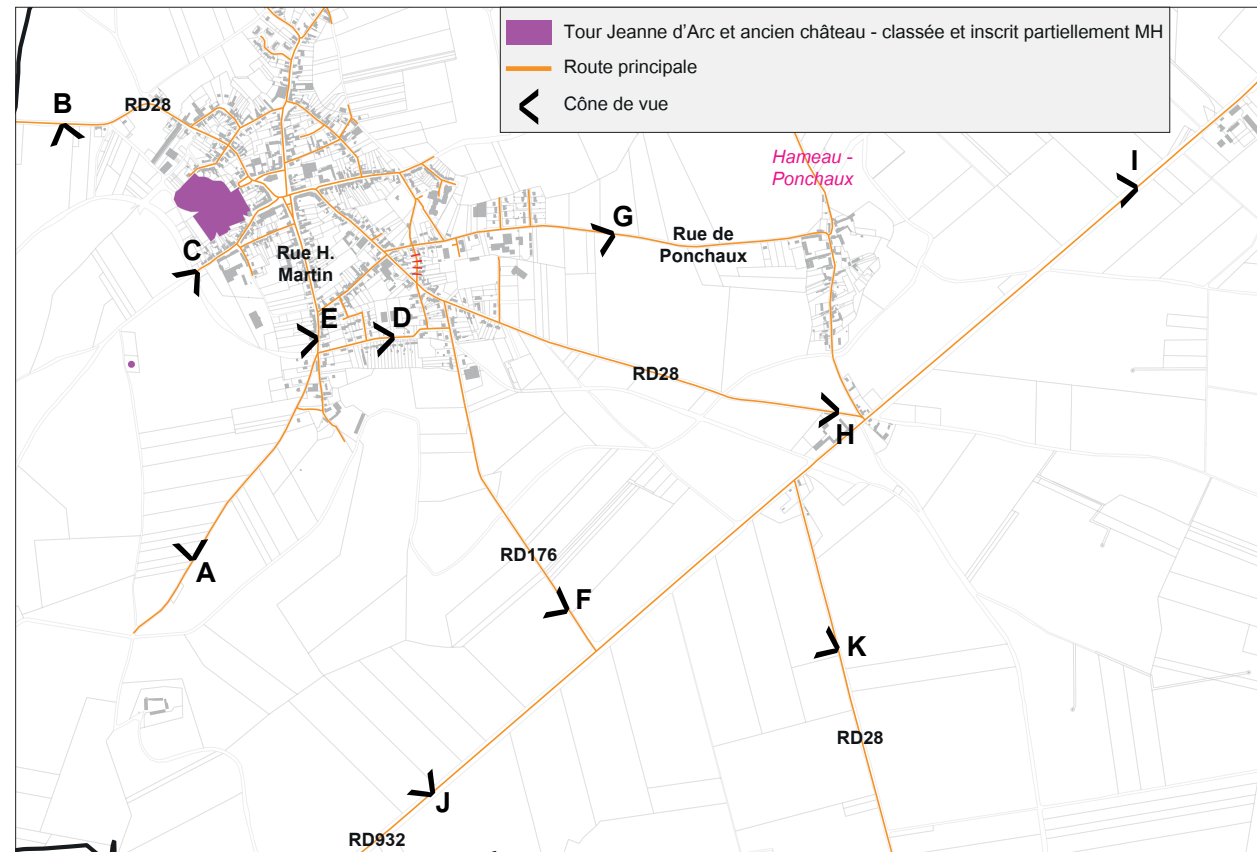 Tour Jeanne d'Arc et ancien château - classée et inscrit partiellement MH
Route principale
Cône de vue
B
RD28
Hameau -
Ponchaux
I
G
Rue de
Ponchaux
C
Rue H.
Martin
E
D
RD28
H
A
RD176
F
K
RD28
J
RD932